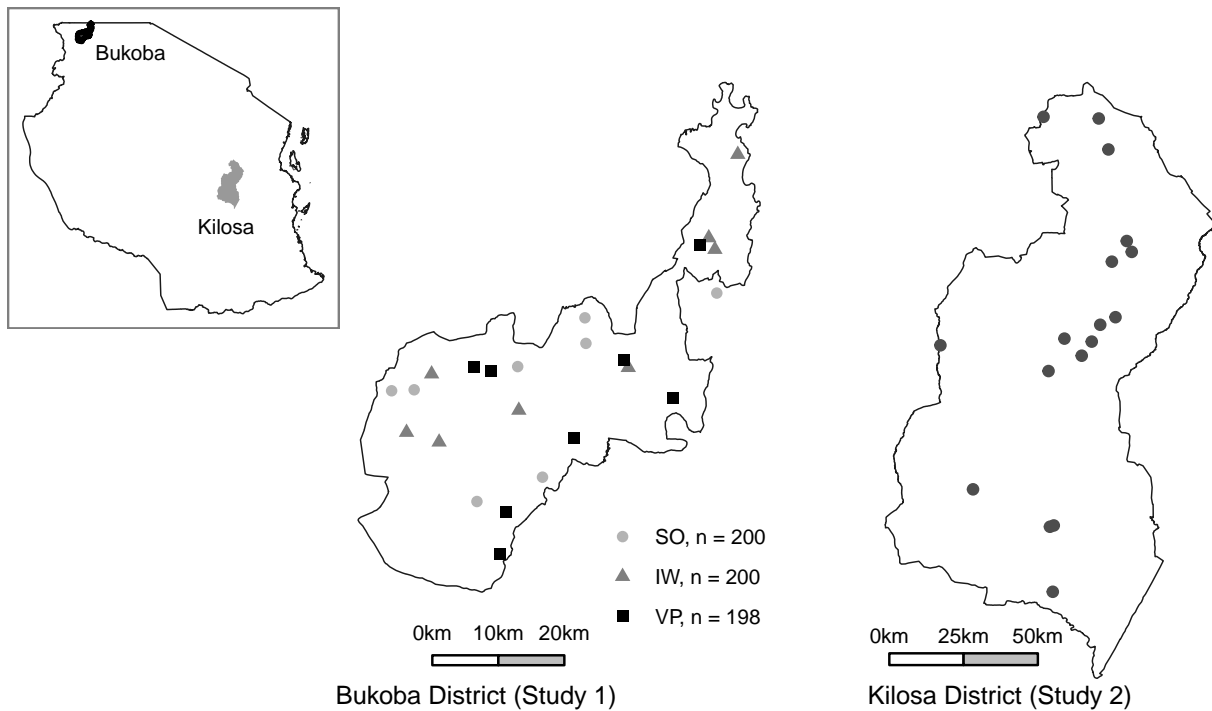 Bukoba
Kilosa
SO, n = 200
IW, n = 200
VP, n = 198
0km 10km 20km
Bukoba District (Study 1)
0km 25km 50km
Kilosa District (Study 2)